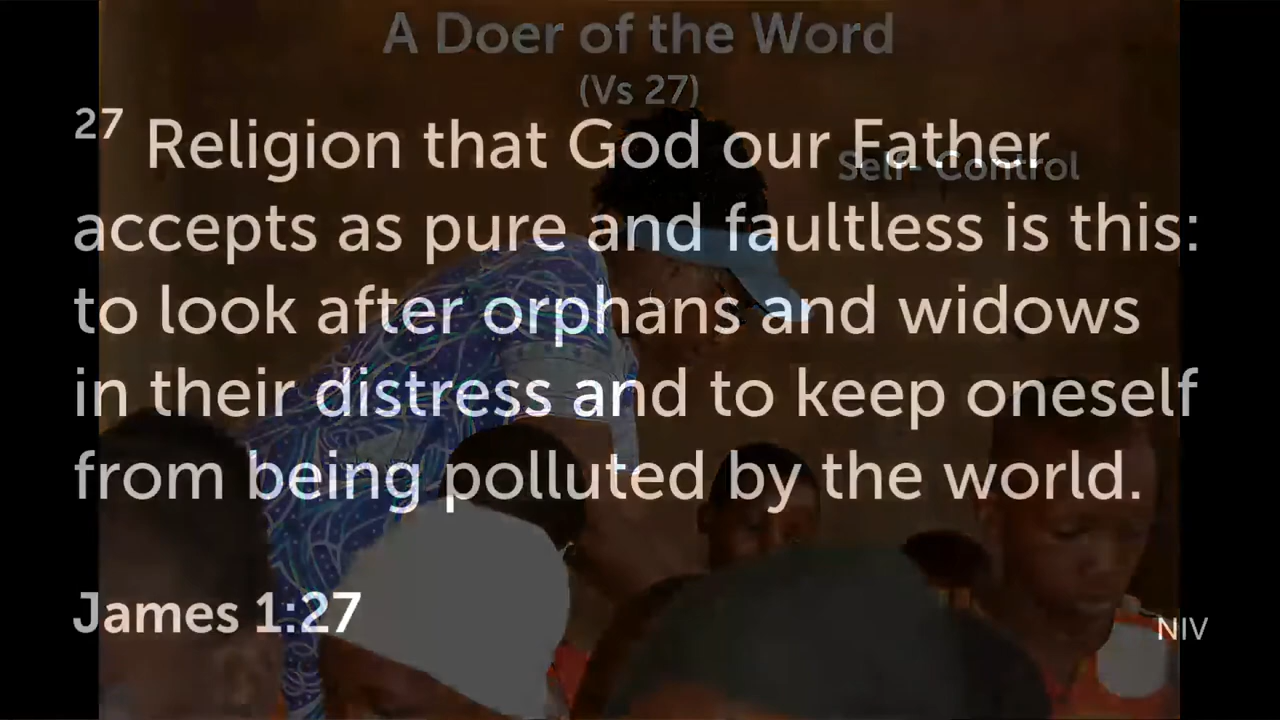 A Doer of the Word
(Vs 27)
27 Religion that God our Father
Self- Control
accepts as pure and faultless is this:
to look after orphans and widows
in their distress and to keep oneself
from being polluted by the world.
James 1:27
NIV